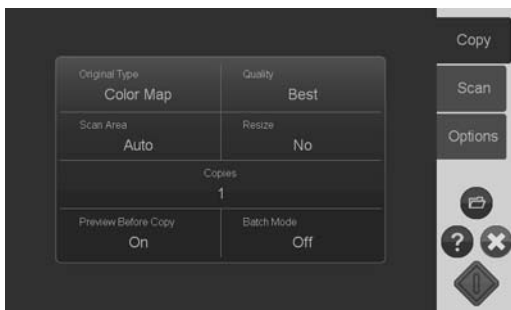 Copy
Original Type
Quality
Color Map
Best
Scan
Scan Area
Resize
Auto
No
Options
Copies
1
Preview Before Copy
Batch Mode
On
Off
?